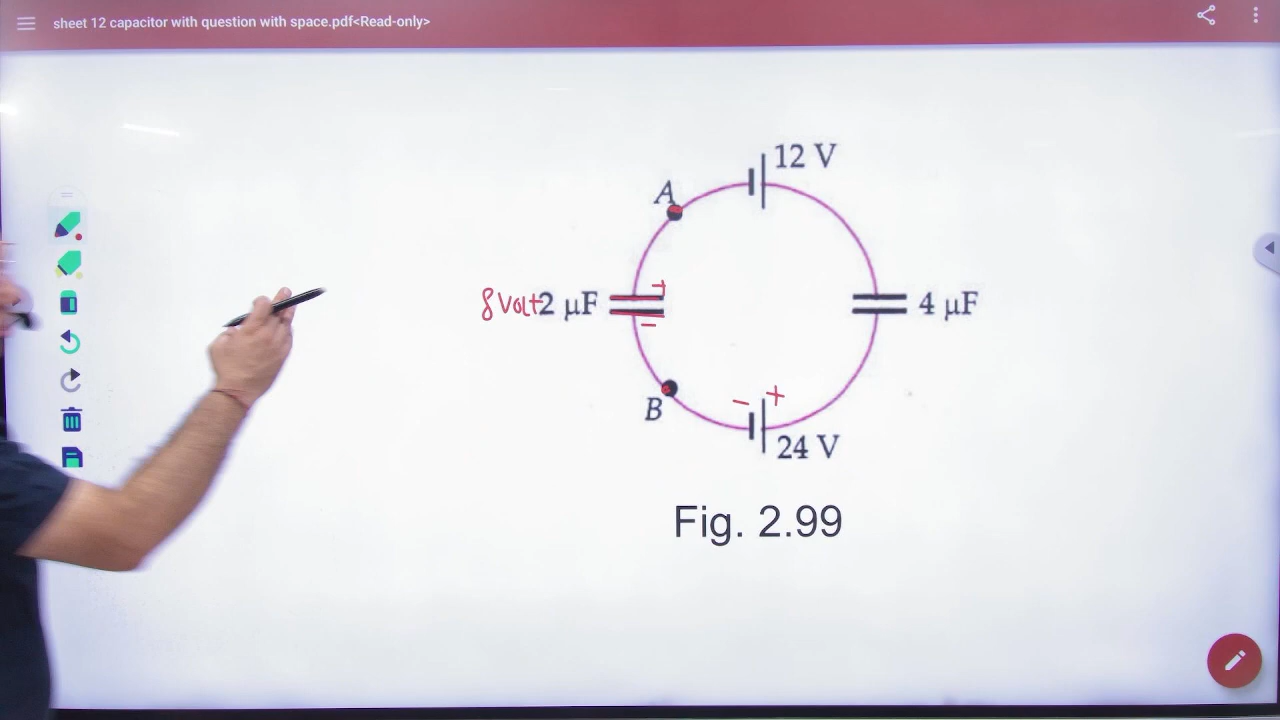 sheet 12 capacitor with question with space.pdf<Read-only>
12 V
A
+
8 Volt 2 μF
4 μF
−
B
− +
24 V
Fig. 2.99